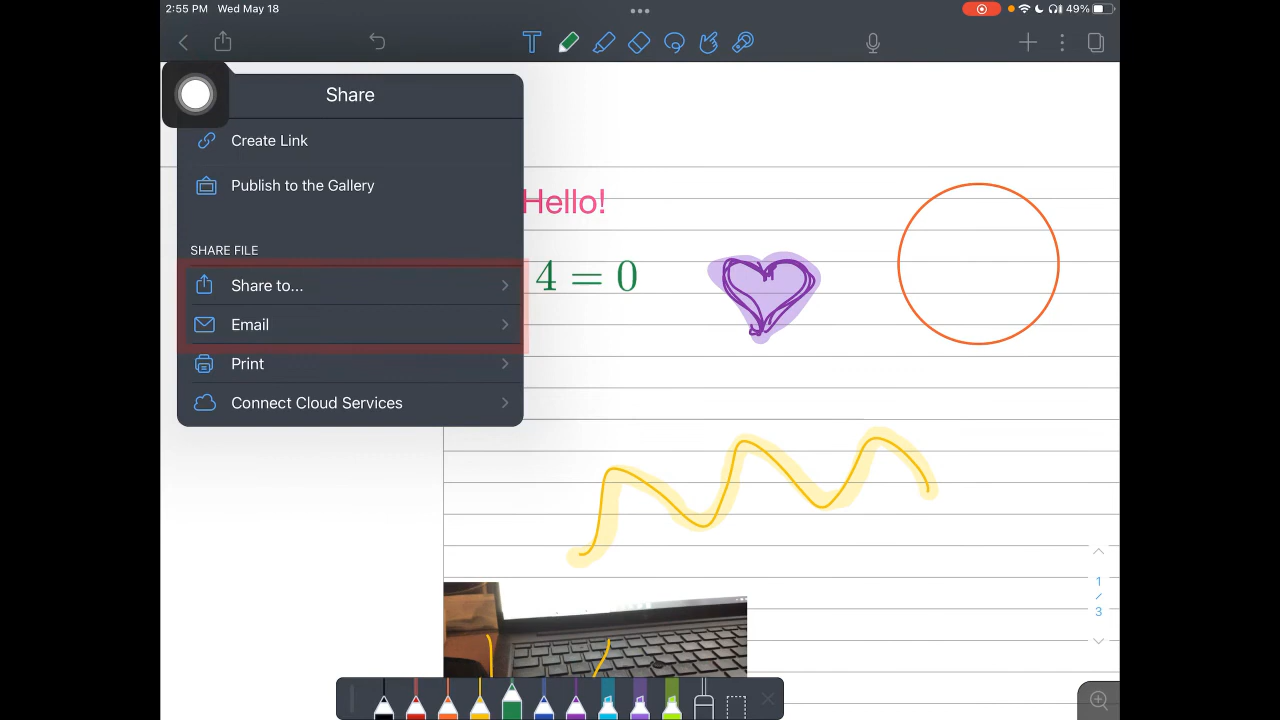 2:55 PM Wed May 18
49%
Share
Create Link
Publish to the Gallery
SHARE FILE
Share to...
Email
Print
Connect Cloud Services
Hello!
4 = 0
1
/
3